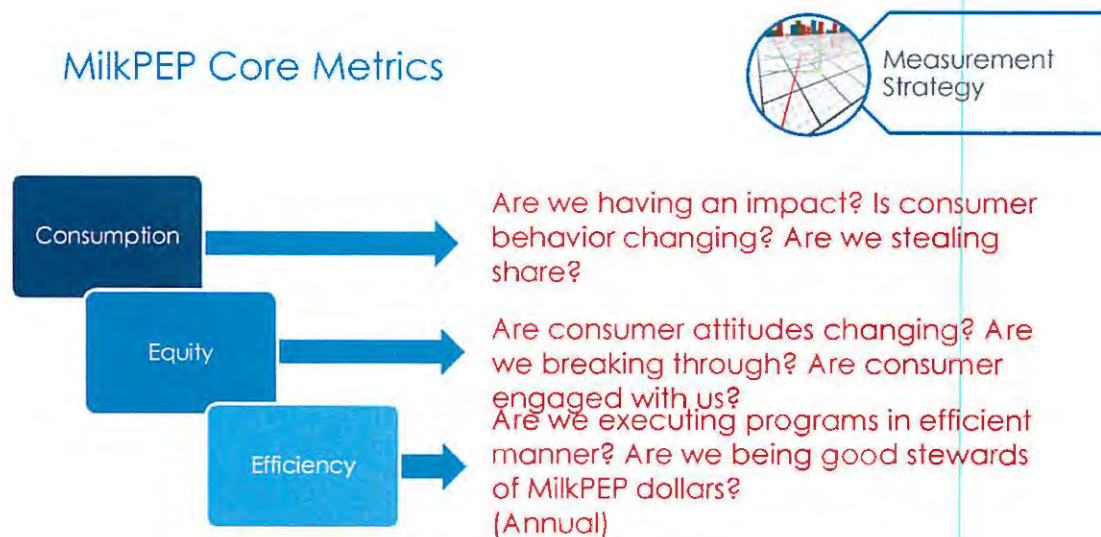 MilkPEP Core Metrics
Measurement
Strategy
Consumption
Are we having an impact? Is consumer
behavior changing? Are we stealing
share?
Equity
Are consumer attitudes changing? Are
we breaking through? Are consumer
engaged with us?
Efficiency
Are we executing programs in efficient
manner? Are we being good stewards
of MilkPEP dollars?
(Annual)